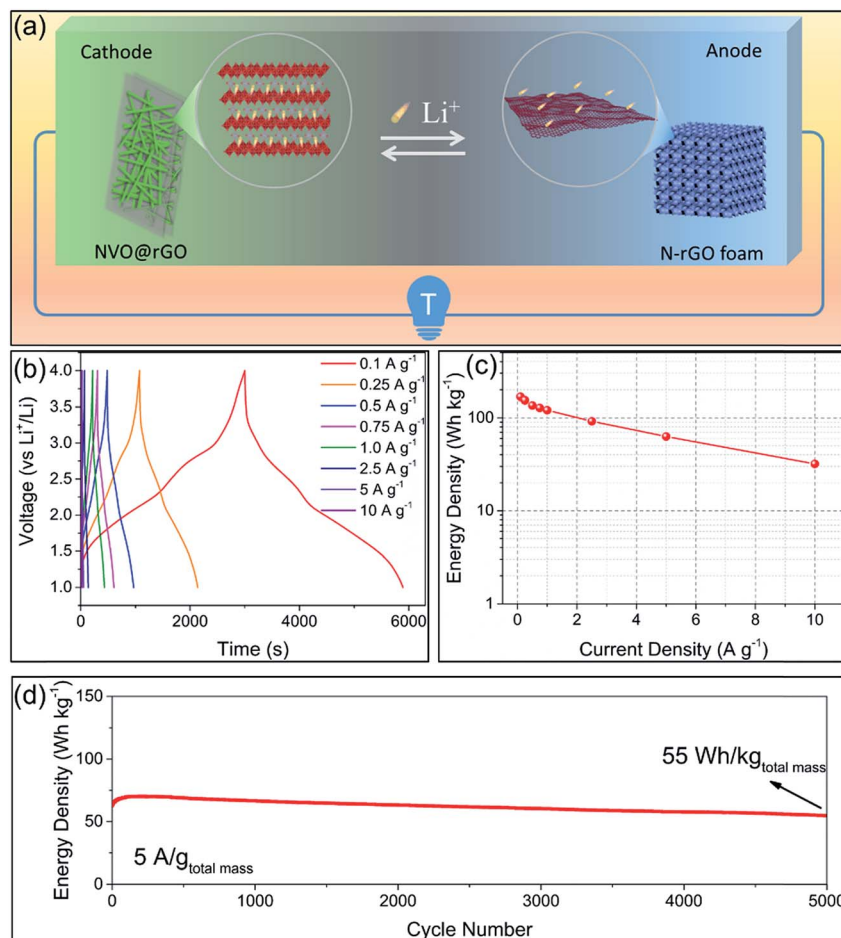 (a)
Cathode
Anode
Li⁺
NVO@rGO
N-rGO foam
T
(b)
4.0
3.5
3.0
2.5
2.0
1.5
1.0
Voltage (vs Li⁺/Li)
0.1 A g⁻¹
0.25 A g⁻¹
0.5 A g⁻¹
0.75 A g⁻¹
1.0 A g⁻¹
2.5 A g⁻¹
5 A g⁻¹
10 A g⁻¹
0 2000 4000 6000
Time (s)
(c)
Energy Density (Wh kg⁻¹)
100
10
1
0 2 4 6 8 10
Current Density (A g⁻¹)
(d)
Energy Density (Wh kg⁻¹)
150
100
50
0
55 Wh/kg total mass
5 A/g total mass
0 1000 2000 3000 4000 5000
Cycle Number